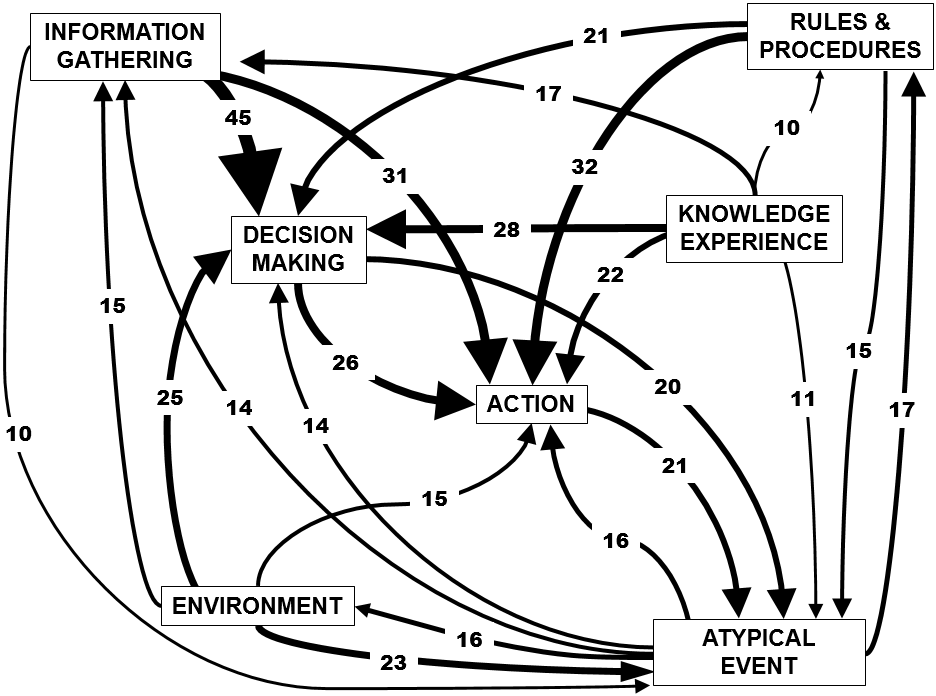 INFORMATION
GATHERING
RULES &
PROCEDURES
21
17
45
10
31
32
KNOWLEDGE
EXPERIENCE
DECISION
MAKING
28
22
15
26
15
25
14
14
20
11
17
ACTION
10
21
15
16
ENVIRONMENT
16
23
ATYPICAL
EVENT